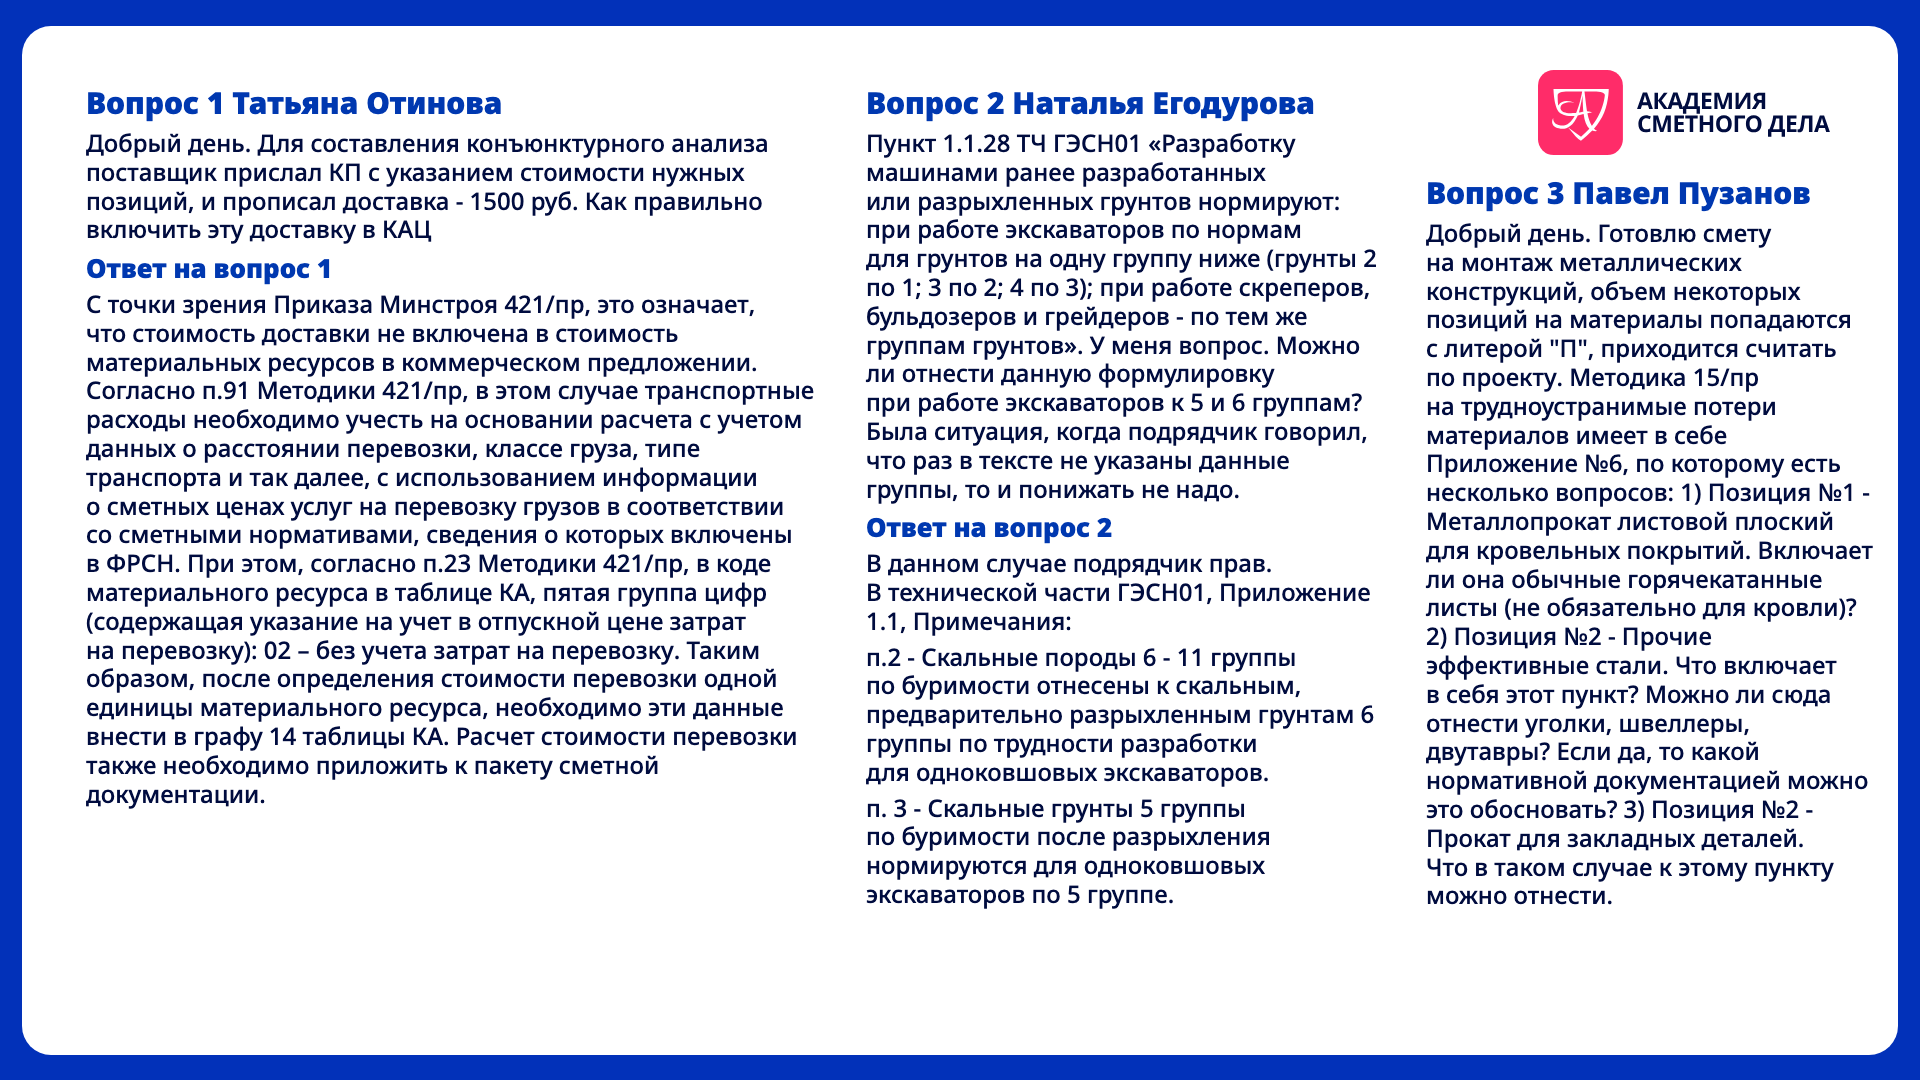 Вопрос 1 Татьяна Отинова
Добрый день. Для составления конъюнктурного анализа
поставщик прислал КП с указанием стоимости нужных
позиций, и прописал доставка - 1500 руб. Как правильно
включить эту доставку в КАЦ
Ответ на вопрос 1
С точки зрения Приказа Минстроя 421/пр, это означает,
что стоимость доставки не включена в стоимость
материальных ресурсов в коммерческом предложении.
Согласно п.91 Методики 421/пр, в этом случае транспортные
расходы необходимо учесть на основании расчета с учетом
данных о расстоянии перевозки, классе груза, типе
транспорта и так далее, с использованием информации
о сметных ценах услуг на перевозку грузов в соответствии
со сметными нормативами, сведения о которых включены
в ФРСН. При этом, согласно п.23 Методики 421/пр, в коде
материального ресурса в таблице КА, пятая группа цифр
(содержащая указание на учет в отпускной цене затрат
на перевозку): 02 – без учета затрат на перевозку. Таким
образом, после определения стоимости перевозки одной
единицы материального ресурса, необходимо эти данные
внести в графу 14 таблицы КА. Расчет стоимости перевозки
также необходимо приложить к пакету сметной
документации.
Вопрос 2 Наталья Егодурова
Пункт 1.1.28 ТЧ ГЭСН01 «Разработку
машинами ранее разработанных
или разрыхленных грунтов нормируют:
при работе экскаваторов по нормам
для грунтов на одну группу ниже (грунты 2
по 1; 3 по 2; 4 по 3); при работе скреперов,
бульдозеров и грейдеров - по тем же
группам грунтов». У меня вопрос. Можно
ли отнести данную формулировку
при работе экскаваторов к 5 и 6 группам?
Была ситуация, когда подрядчик говорил,
что раз в тексте не указаны данные
группы, то и понижать не надо.
Ответ на вопрос 2
В данном случае подрядчик прав.
В технической части ГЭСН01, Приложение
1.1, Примечания:
п.2 - Скальные породы 6 - 11 группы
по буримости отнесены к скальным,
предварительно разрыхленным грунтам 6
группы по трудности разработки
для одноковшовых экскаваторов.
п. 3 - Скальные грунты 5 группы
по буримости после разрыхления
нормируются для одноковшовых
экскаваторов по 5 группе.
АКАДЕМИЯ
СМЕТНОГО ДЕЛА
Вопрос 3 Павел Пузанов
Добрый день. Готовлю смету
на монтаж металлических
конструкций, объем некоторых
позиций на материалы попадаются
с литерой "П", приходится считать
по проекту. Методика 15/пр
на трудноустранимые потери
материалов имеет в себе
Приложение №6, по которому есть
несколько вопросов: 1) Позиция №1 -
Металлопрокат листовой плоский
для кровельных покрытий. Включает
ли она обычные горячекатанные
листы (не обязательно для кровли)?
2) Позиция №2 - Прочие
эффективные стали. Что включает
в себя этот пункт? Можно ли сюда
отнести уголки, швеллеры,
двутавры? Если да, то какой
нормативной документацией можно
это обосновать? 3) Позиция №2 -
Прокат для закладных деталей.
Что в таком случае к этому пункту
можно отнести.